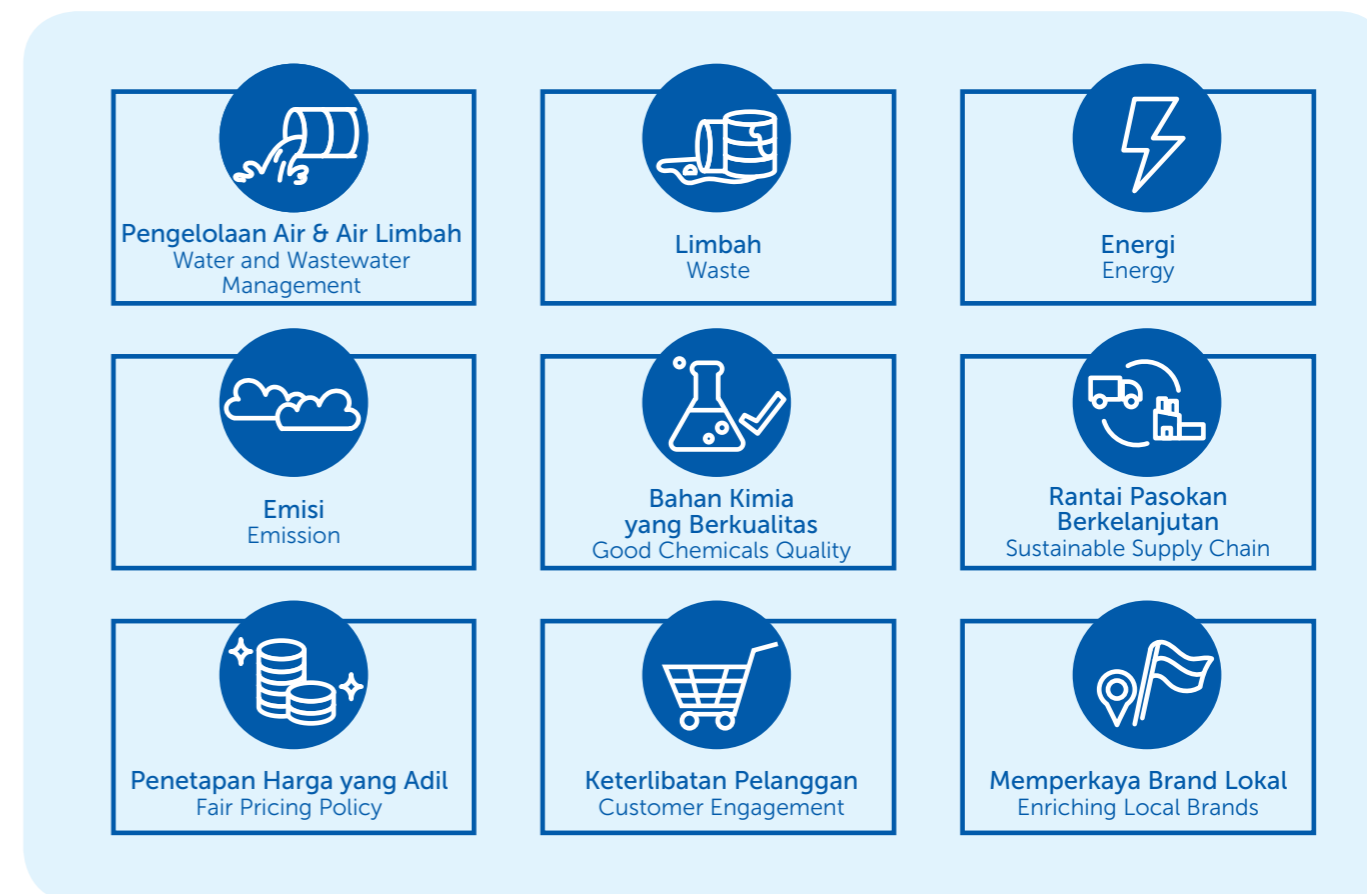 Pengelolaan Air & Air Limbah
Water and Wastewater
Management
Limbah
Waste
Energi
Energy
Emisi
Emission
Bahan Kimia
yang Berkualitas
Good Chemicals Quality
Rantai Pasokan
Berkelanjutan
Sustainable Supply Chain
Penetapan Harga yang Adil
Fair Pricing Policy
Keterlibatan Pelanggan
Customer Engagement
Memperkaya Brand Lokal
Enriching Local Brands